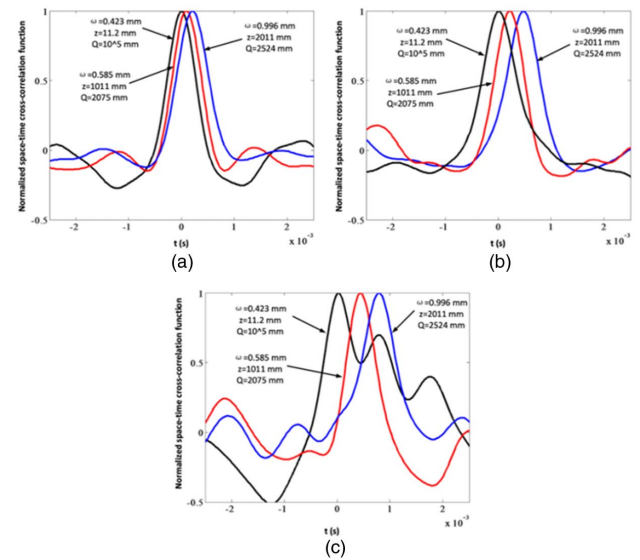 Normalized space-time cross-correlation function
1
0.5
0
-0.5
ω=0.423 mm
z=11.2 mm
Q=10^5 mm
ω=0.585 mm
z=1011 mm
Q=2075 mm
ω=0.996 mm
z=2011 mm
Q=2524 mm
-2 -1 0 1 2
x 10⁻³
t (s)
(a)
Normalized space-time cross-correlation function
1
0.5
0
-0.5
ω=0.423 mm
z=11.2 mm
Q=10^5 mm
ω=0.585 mm
z=1011 mm
Q=2075 mm
ω=0.996 mm
z=2011 mm
Q=2524 mm
-2 -1 0 1 2
x 10⁻³
t (s)
(b)
Normalized space-time cross-correlation function
1
0.5
0
-0.5
ω=0.423 mm
z=11.2 mm
Q=10^5 mm
ω=0.585 mm
z=1011 mm
Q=2075 mm
ω=0.996 mm
z=2011 mm
Q=2524 mm
-2 -1 0 1 2
x 10⁻³
t (s)
(c)